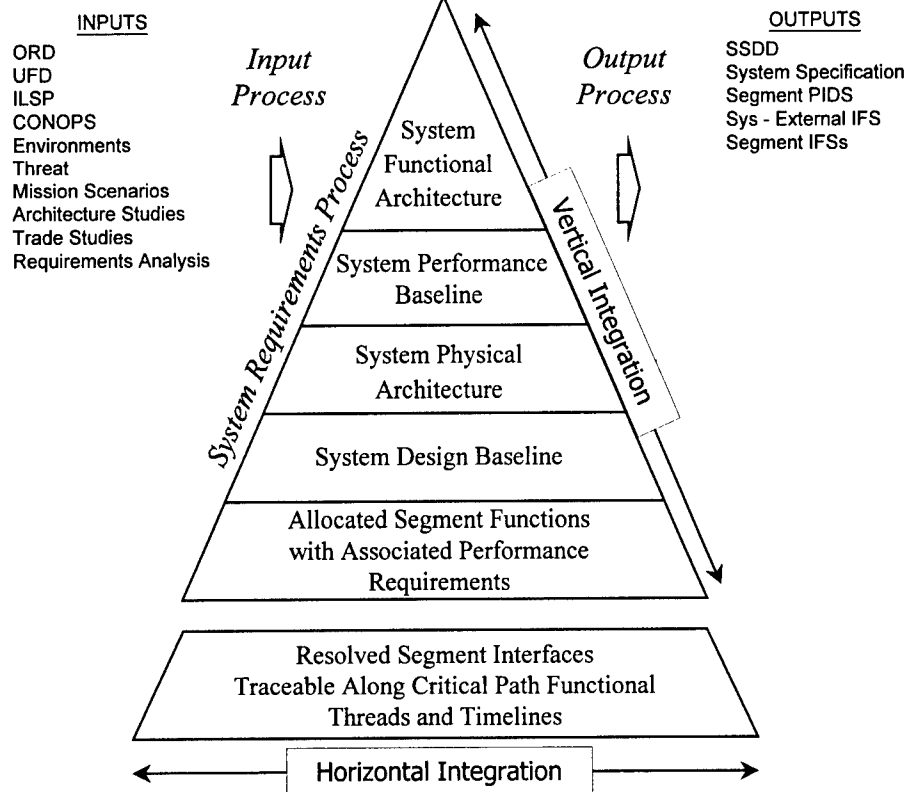 INPUTS
ORD
UFD
ILSP
CONOPS
Environments
Threat
Mission Scenarios
Architecture Studies
Trade Studies
Requirements Analysis
Input
Process
System Requirements Process
System
Functional
Architecture
System Performance
Baseline
System Physical
Architecture
System Design Baseline
Allocated Segment Functions
with Associated Performance
Requirements
Resolved Segment Interfaces
Traceable Along Critical Path Functional
Threads and Timelines
Horizontal Integration
Vertical Integration
Output
Process
OUTPUTS
SSDD
System Specification
Segment PIDS
Sys - External IFS
Segment IFSs